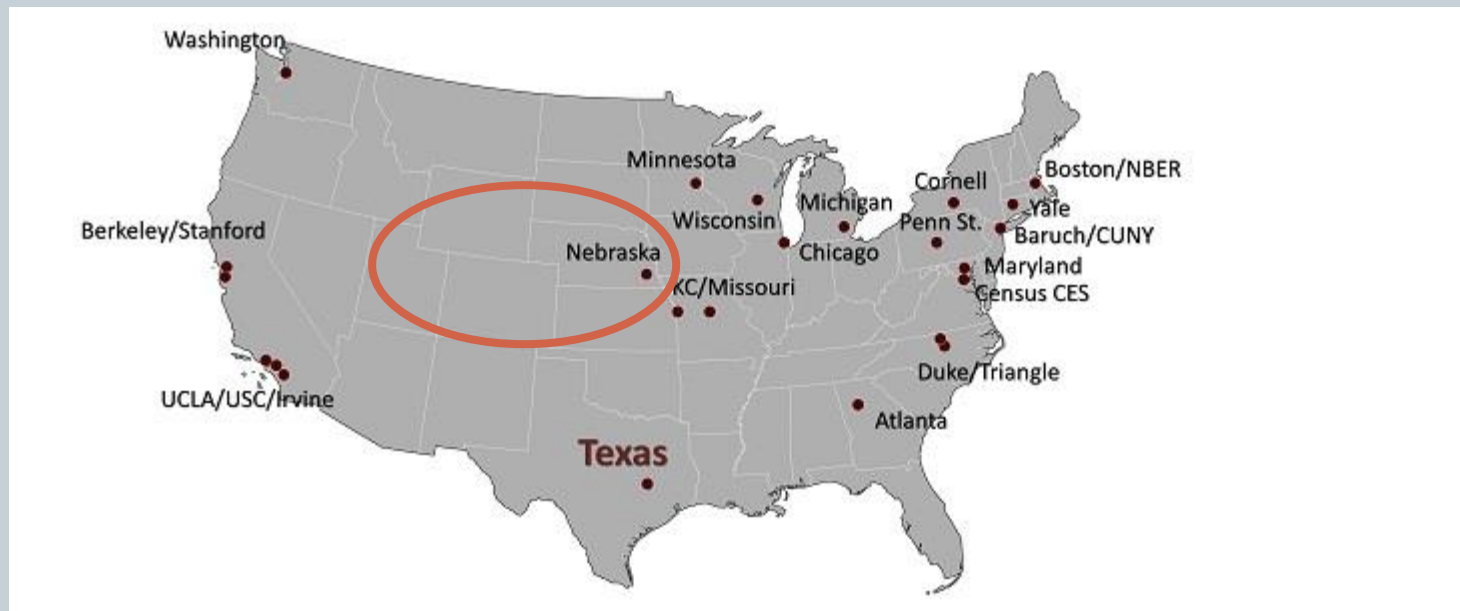 Washington
Minnesota
Boston/NBER
Cornell
Michigan
Yale
Wisconsin
Penn St.
Berkeley/Stanford
Baruch/CUNY
Nebraska
Chicago
Maryland
KC/Missouri
Census CES
Duke/Triangle
UCLA/USC/Irvine
Atlanta
Texas